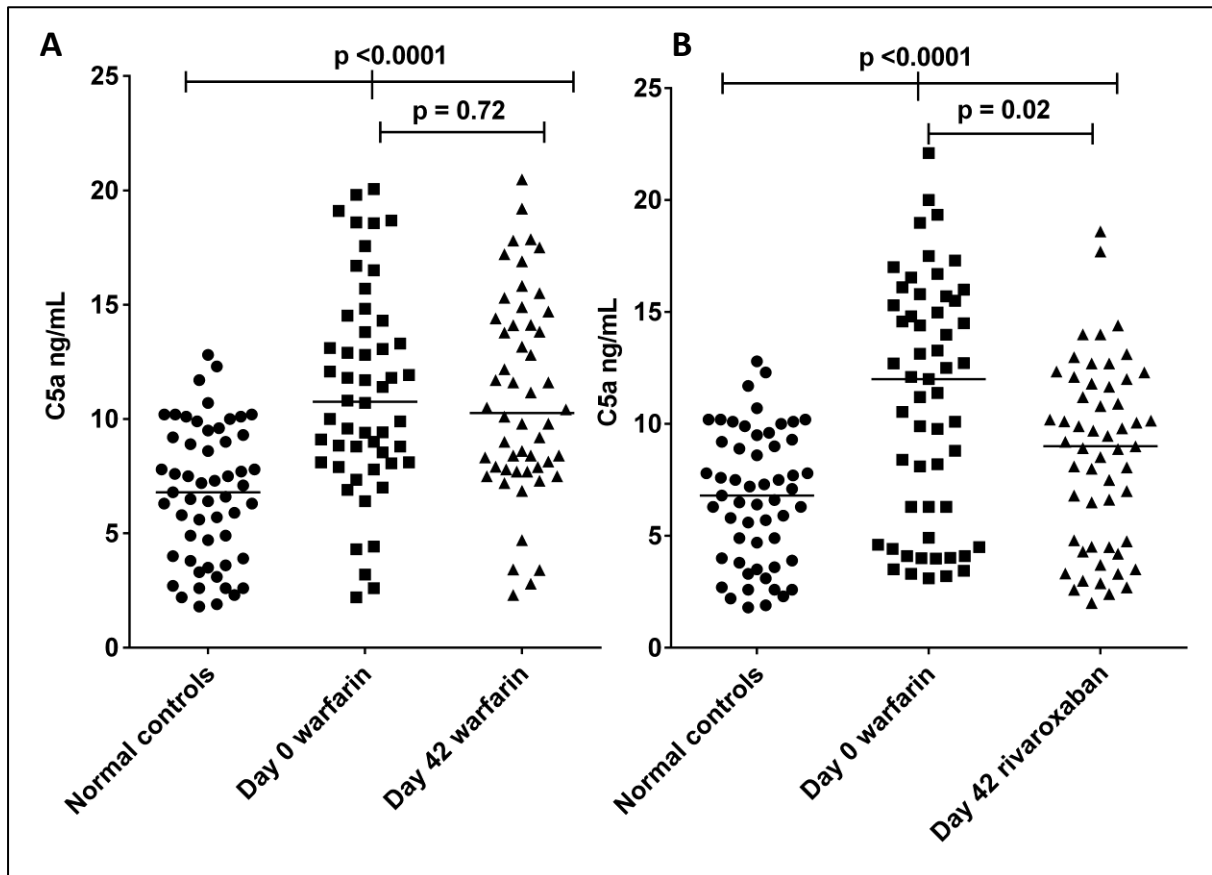 A
p <0.0001
p = 0.72
25
20
15
10
5
0
C5a ng/mL
Normal controls
Day 0 warfarin
Day 42 warfarin
B
p <0.0001
p = 0.02
25
20
15
10
5
0
C5a ng/mL
Normal controls
Day 0 warfarin
Day 42 rivaroxaban